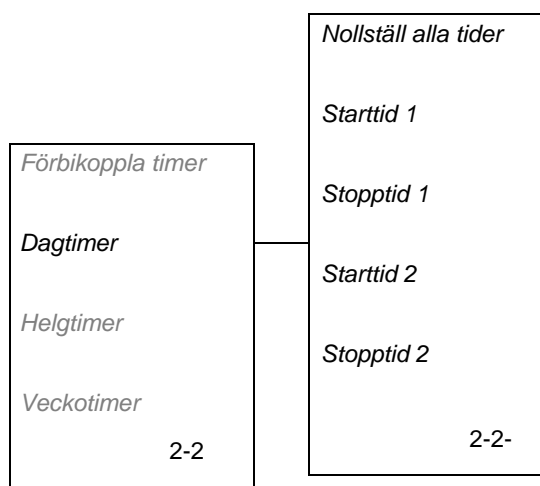 Nollställ alla tider
Starttid 1
Stopptid 1
Starttid 2
Stopptid 2
2-2-
Förbikoppla timer
Dagtimer
Helgtimer
Veckotimer
2-2